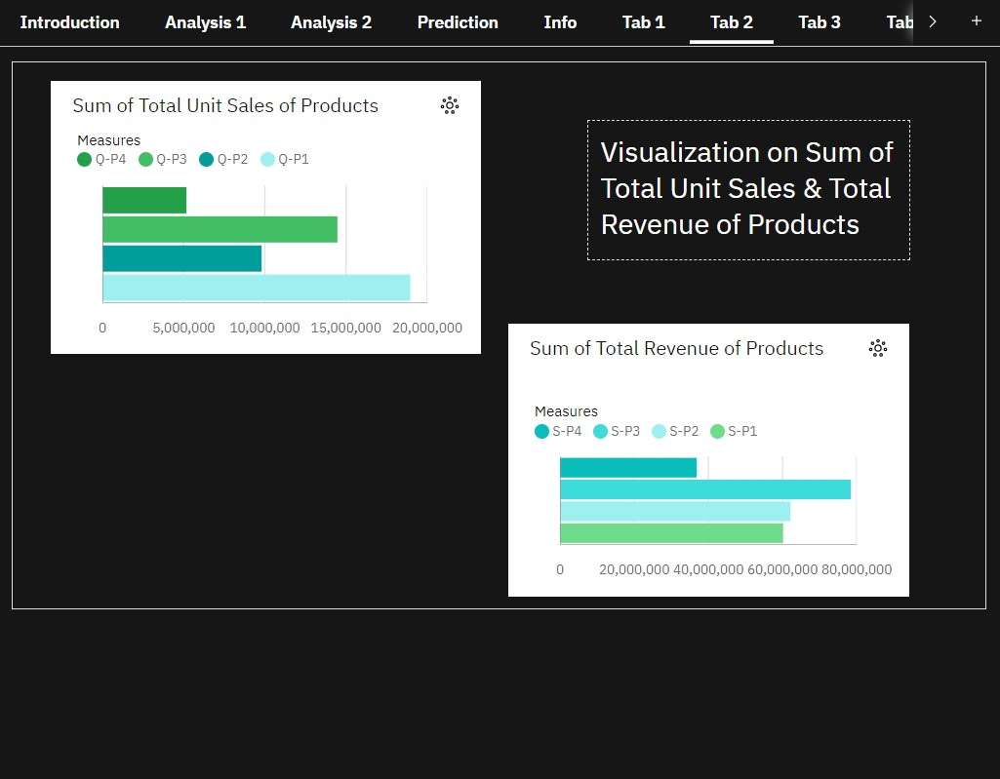 Introduction Analysis 1 Analysis 2 Prediction Info Tab 1 Tab 2 Tab 3 Tab
Sum of Total Unit Sales of Products
Measures
Q-P4 Q-P3 Q-P2 Q-P1
0 5,000,000 10,000,000 15,000,000 20,000,000
Visualization on Sum of
Total Unit Sales & Total
Revenue of Products
Sum of Total Revenue of Products
Measures
S-P4 S-P3 S-P2 S-P1
0 20,000,000 40,000,000 60,000,000 80,000,000